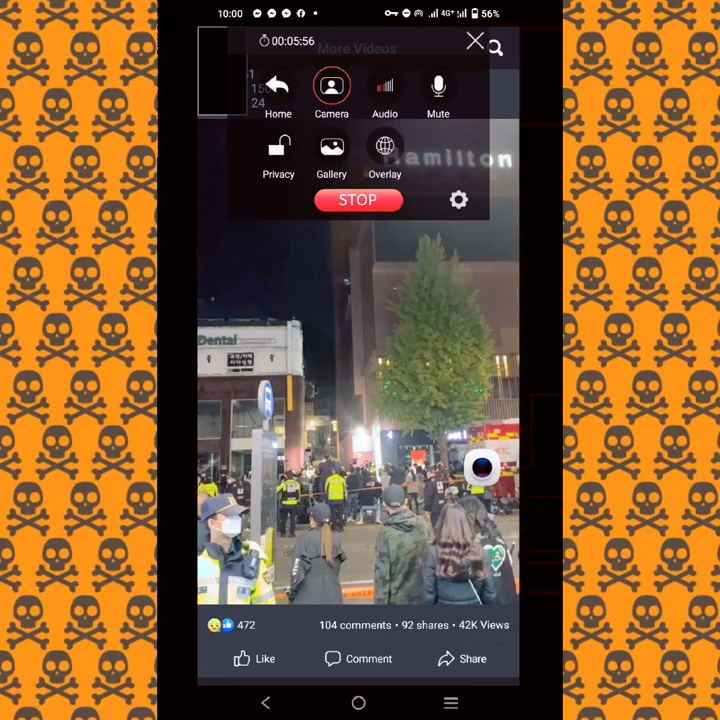 10:00
4G+
56%
00:05:56
More Videos
Home
Camera
Audio
Mute
Privacy
Gallery
Overlay
Hamilton
STOP
Dental
472
104 comments • 92 shares • 42K Views
Like
Comment
Share